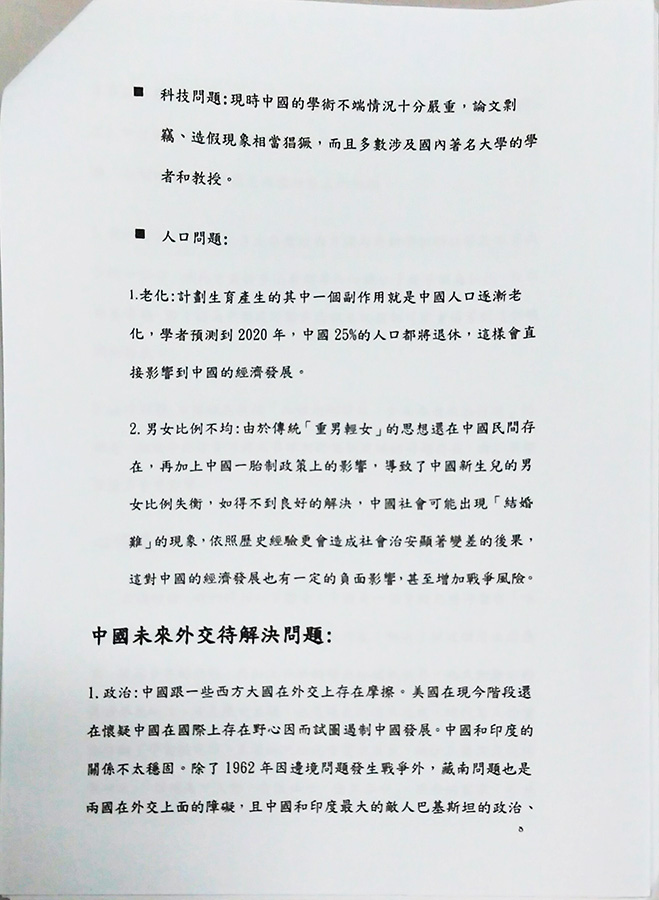 ■ 科技問題:現時中國的學術不端情況十分嚴重，論文剽
竊、造假現象相當猖獗，而且多數涉及國內著名大學的學
者和教授。
■ 人口問題:
1.老化:計劃生育產生的其中一個副作用就是中國人口逐漸老
化，學者預測到 2020 年，中國 25%的人口都將退休，這樣會直
接影響到中國的經濟發展。
2. 男女比例不均:由於傳統「重男輕女」的思想還在中國民間存
在，再加上中國一胎制政策上的影響，導致了中國新生兒的男
女比例失衡，如得不到良好的解決，中國社會可能出現「結婚
難」的現象，依照歷史經驗更會造成社會治安顯著變差的後果，
這對中國的經濟發展也有一定的負面影響，甚至增加戰爭風險。
中國未來外交待解決問題:
1. 政治:中國跟一些西方大國在外交上存在摩擦。美國在現今階段還
在懷疑中國在國際上存在野心因而試圖遏制中國發展。中國和印度的
關係不太穩固。除了 1962 年因邊境問題發生戰爭外，藏南問題也是
兩國在外交上面的障礙，且中國和印度最大的敵人巴基斯坦的政治、